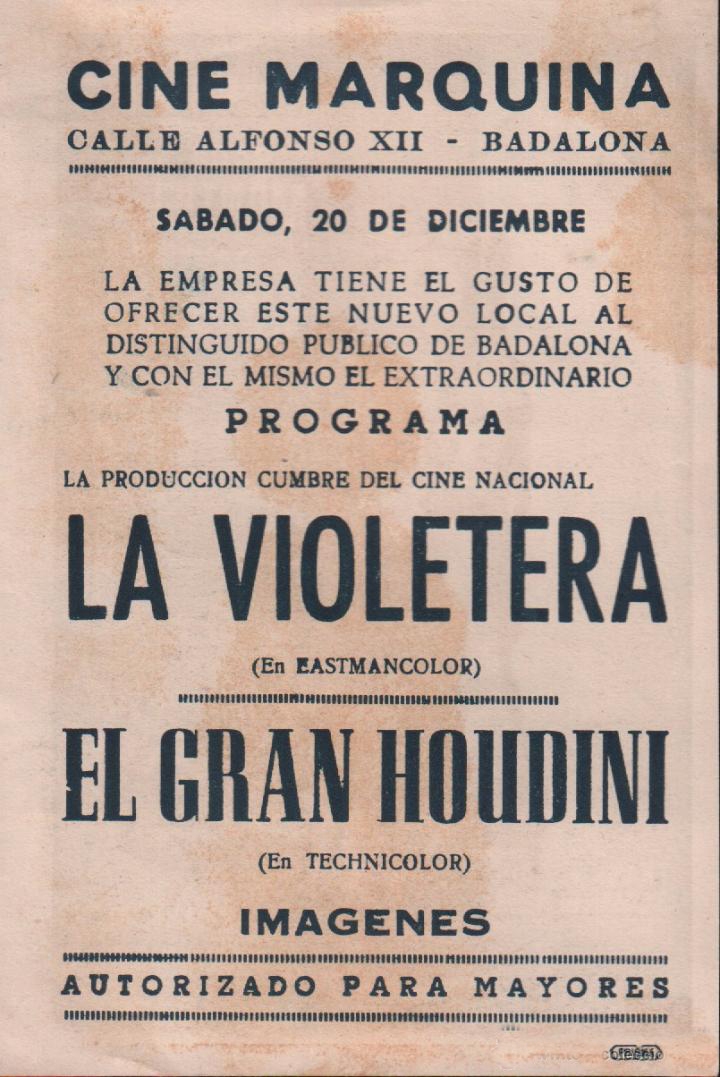 CINE MARQUINA
CALLE ALFONSO XII - BADALONA
SABADO, 20 DE DICIEMBRE
LA EMPRESA TIENE EL GUSTO DE
OFRECER ESTE NUEVO LOCAL AL
DISTINGUIDO PUBLICO DE BADALONA
Y CON EL MISMO EL EXTRAORDINARIO
PROGRAMA
LA PRODUCCION CUMBRE DEL CINE NACIONAL
LA VIOLETERA
(En EASTMANCOLOR)
EL GRAN HOUDINI
(En TECHNICOLOR)
IMAGENES
AUTORIZADO PARA MAYORES